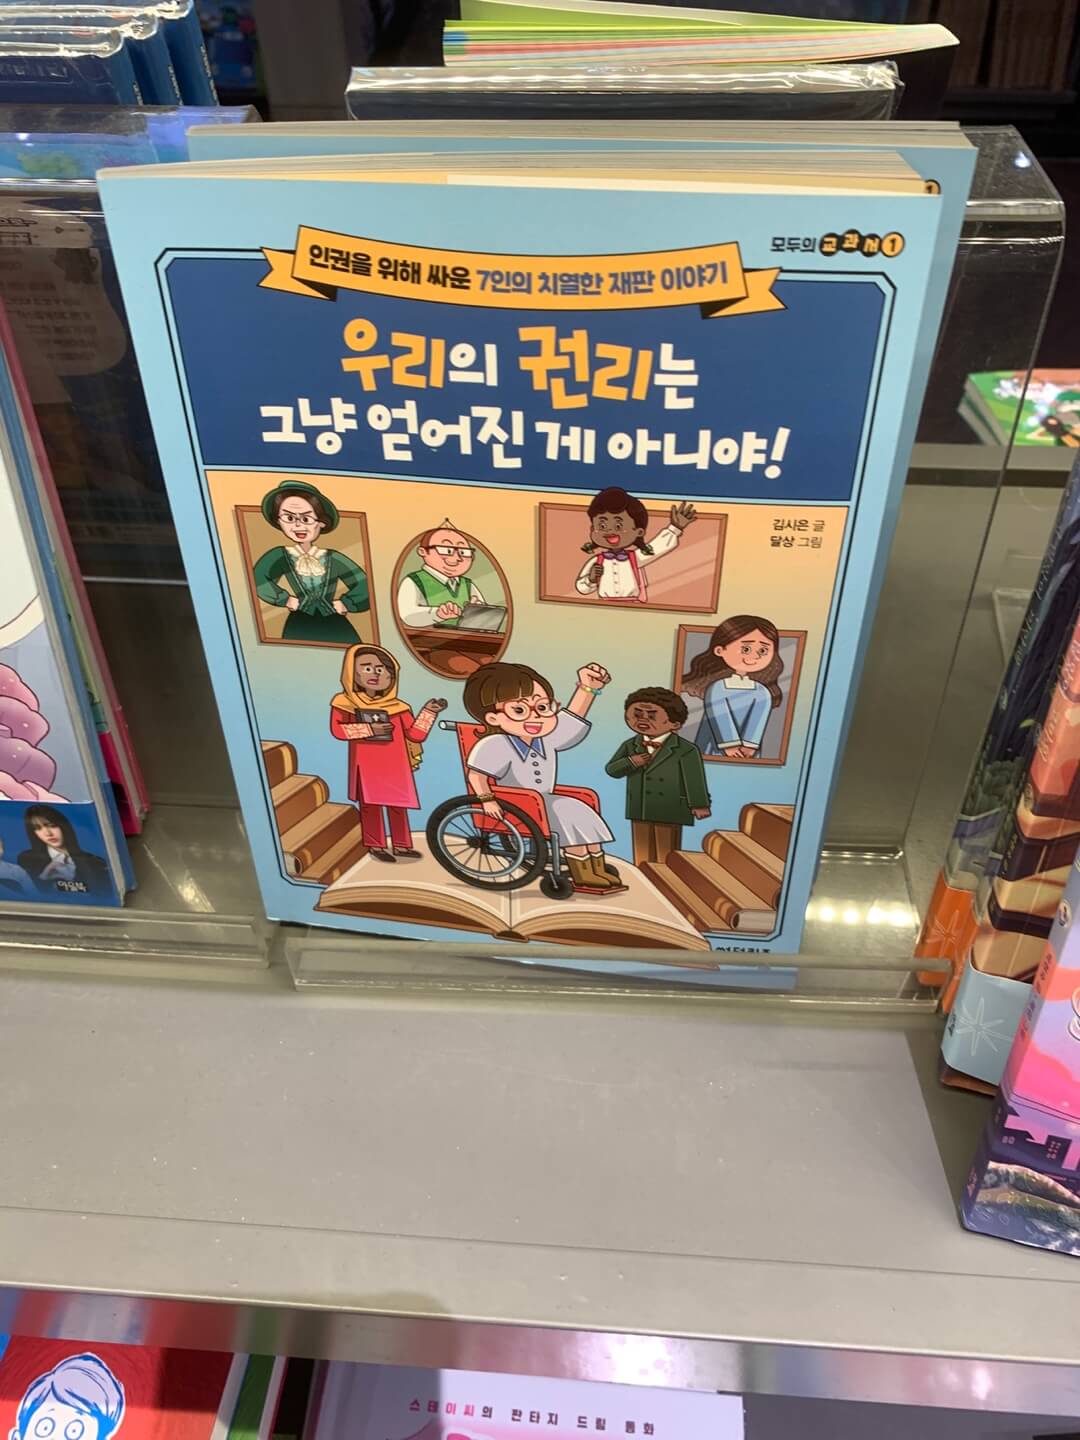 모두의 교과서 1
인권을 위해 싸운 7인의 치열한 재판 이야기
우리의 권리는
그냥 얻어진 게 아니야!
김시은 글
달상 그림
스테이씨의 판타지 드림 동화